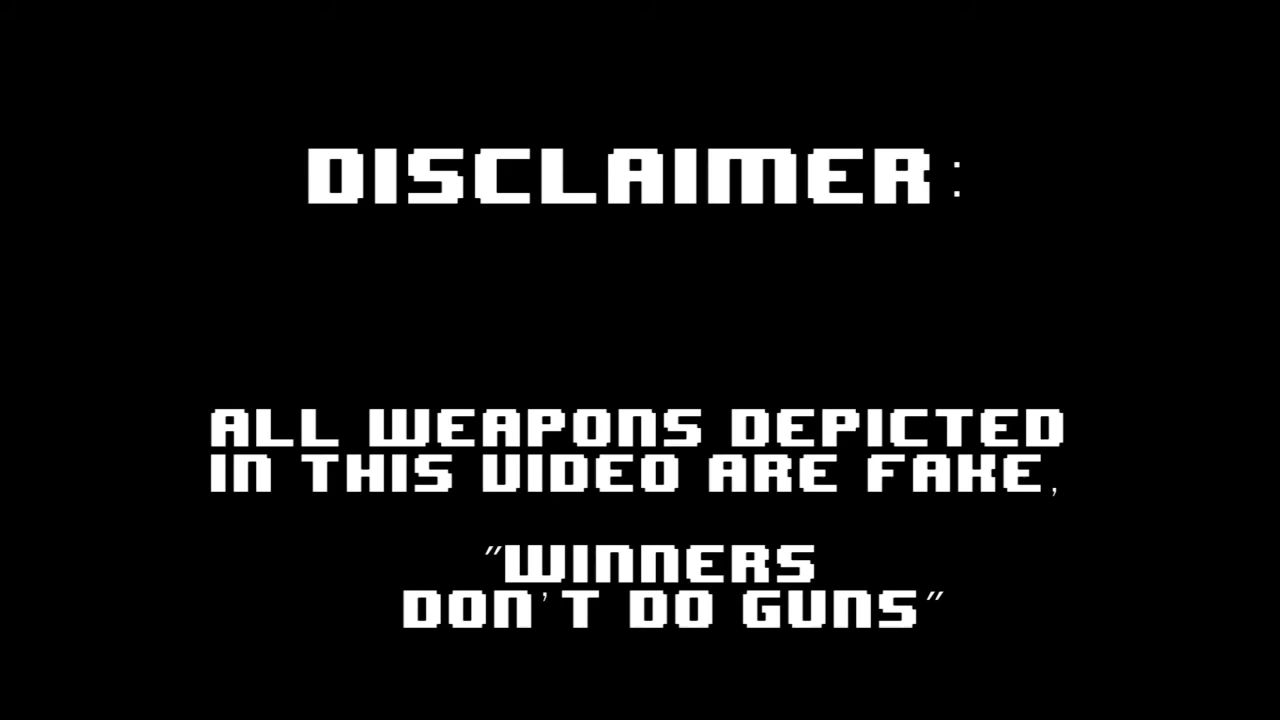 DISCLAIMER:
ALL WEAPONS DEPICTED
IN THIS VIDEO ARE FAKE,
"WINNERS
DON'T DO GUNS"